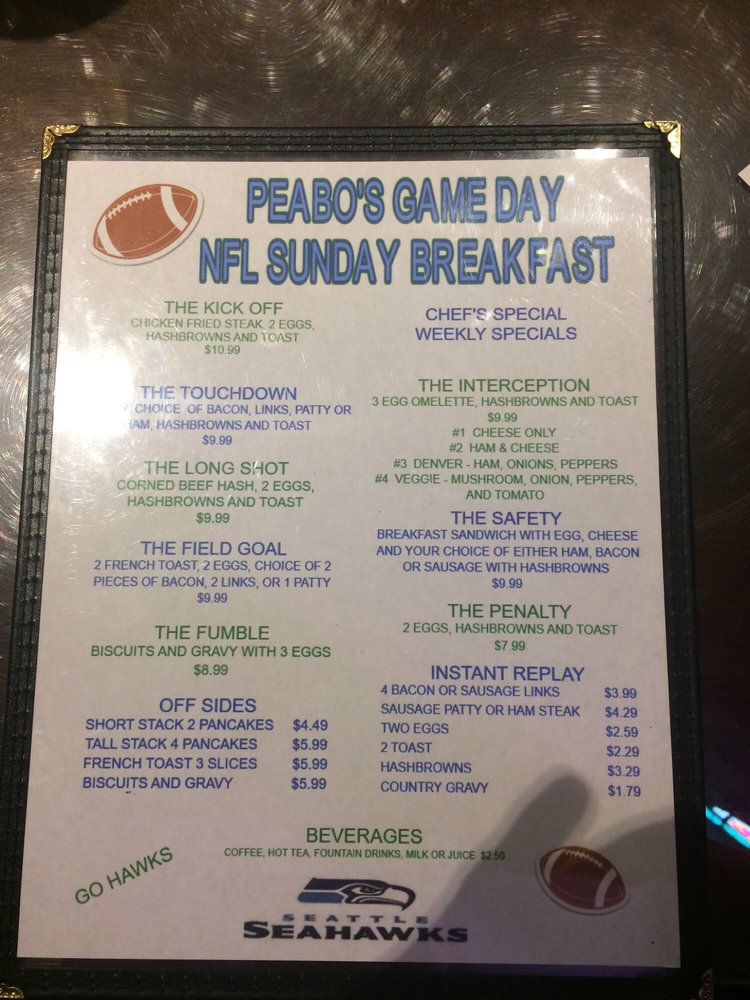 PEABO'S GAME DAY
NFL SUNDAY BREAKFAST
THE KICK OFF
CHICKEN FRIED STEAK. 2 EGGS,
HASHBROWNS AND TOAST
$10.99
THE TOUCHDOWN
CHOICE OF BACON, LINKS, PATTY OR
HAM, HASHBROWNS AND TOAST
$9.99
THE LONG SHOT
CORNED BEEF HASH, 2 EGGS,
HASHBROWNS AND TOAST
$9.99
THE FIELD GOAL
2 FRENCH TOAST, 2 EGGS, CHOICE OF 2
PIECES OF BACON, 2 LINKS, OR 1 PATTY
$9.99
THE FUMBLE
BISCUITS AND GRAVY WITH 3 EGGS
$8.99
OFF SIDES
SHORT STACK 2 PANCAKES $4.49
TALL STACK 4 PANCAKES $5.99
FRENCH TOAST 3 SLICES $5.99
BISCUITS AND GRAVY $5.99
CHEF'S SPECIAL
WEEKLY SPECIALS
THE INTERCEPTION
3 EGG OMELETTE, HASHBROWNS AND TOAST
$9.99
#1 CHEESE ONLY
#2 HAM & CHEESE
#3 DENVER - HAM, ONIONS, PEPPERS
#4 VEGGIE - MUSHROOM, ONION, PEPPERS,
AND TOMATO
THE SAFETY
BREAKFAST SANDWICH WITH EGG, CHEESE
AND YOUR CHOICE OF EITHER HAM, BACON
OR SAUSAGE WITH HASHBROWNS
$9.99
THE PENALTY
2 EGGS, HASHBROWNS AND TOAST
$7.99
INSTANT REPLAY
4 BACON OR SAUSAGE LINKS $3.99
SAUSAGE PATTY OR HAM STEAK $4.29
TWO EGGS $2.59
2 TOAST $2.29
HASHBROWNS $3.29
COUNTRY GRAVY $1.79
BEVERAGES
COFFEE, HOT TEA, FOUNTAIN DRINKS, MILK OR JUICE $2.50
GO HAWKS
SEATTLE
SEAHAWKS